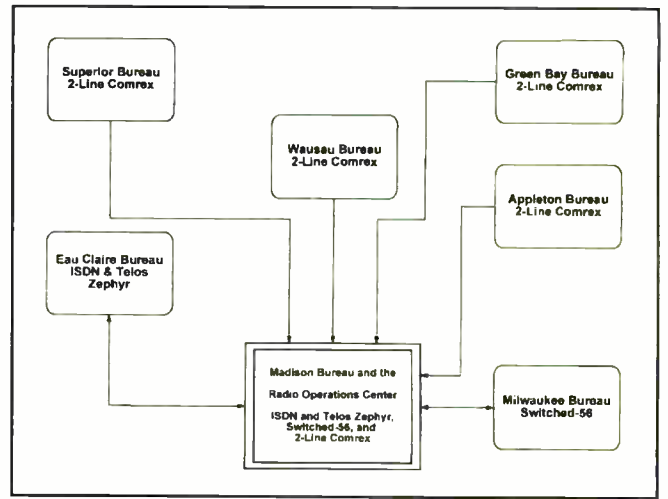 Superior Bureau
2-Line Comrex
Green Bay Bureau
2-Line Comrex
Wausau Bureau
2-Line Comrex
Appleton Bureau
2-Line Comrex
Eau Claire Bureau
ISDN & Telos
Zephyr
Madison Bureau and the
Radio Operations Center
ISDN and Telos Zephyr,
Switched-56, and
2-Line Comrex
Milwaukee Bureau
Switched-56